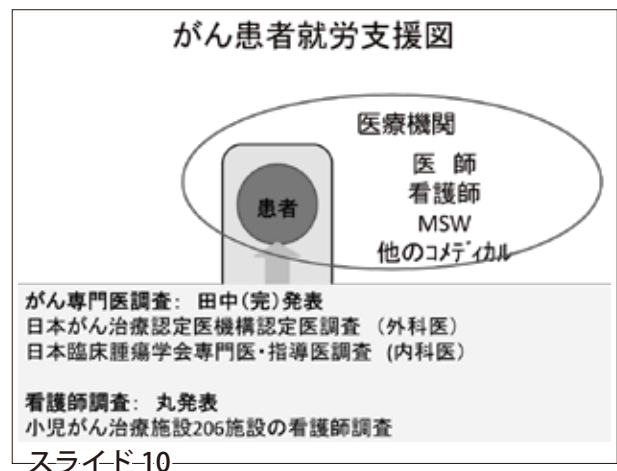 がん患者就労支援図
医療機関
医 師
看護師
MSW
他のコメディカル
患者
がん専門医調査: 田中(完)発表
日本がん治療認定医機構認定医調査 (外科医)
日本臨床腫瘍学会専門医・指導医調査 (内科医)
看護師調査: 丸発表
小児がん治療施設206施設の看護師調査
スライド 10